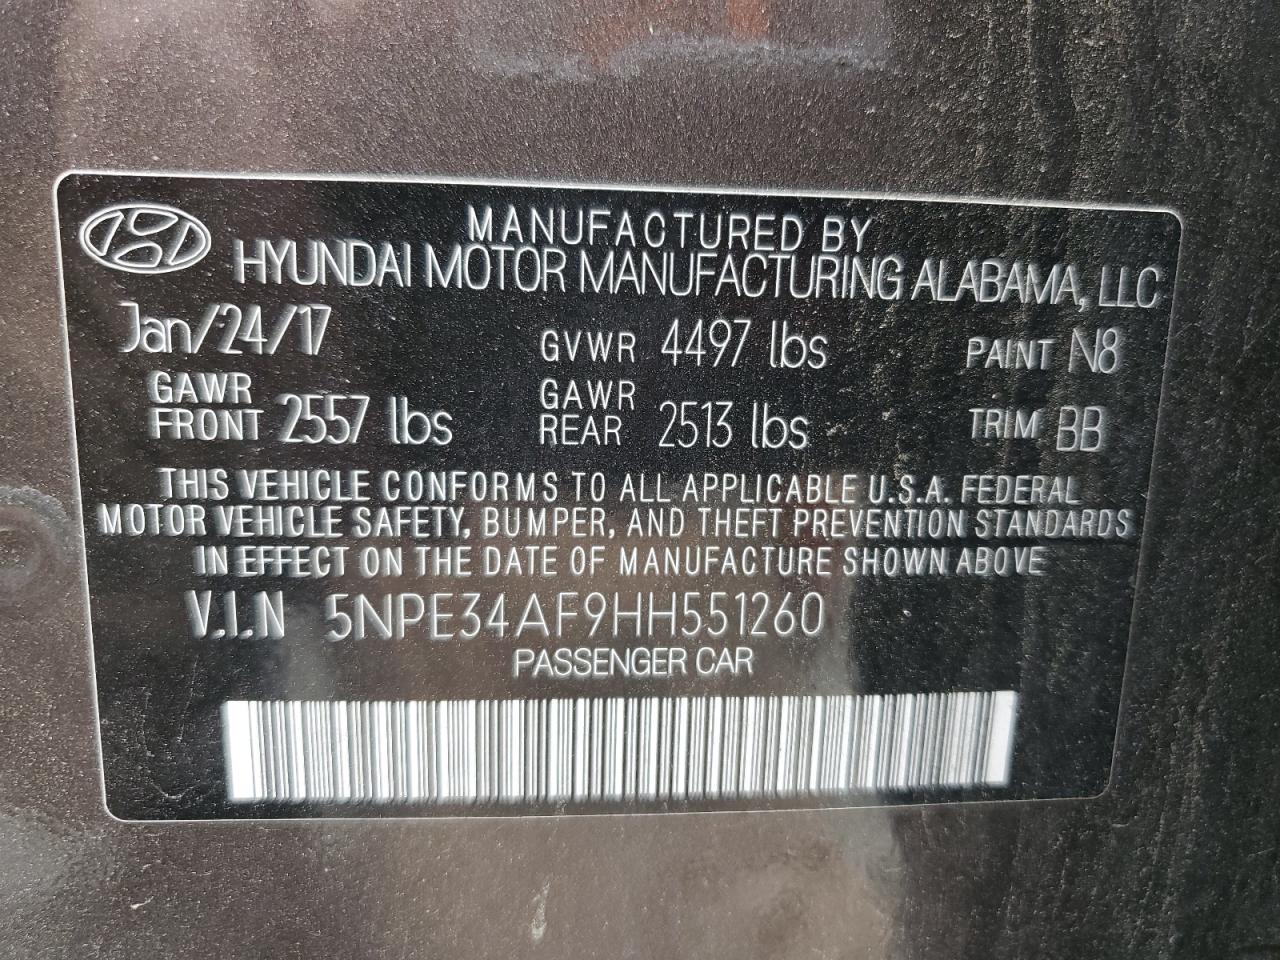 MANUFACTURED BY
HYUNDAI MOTOR MANUFACTURING ALABAMA, LLC
Jan/24/17 GVWR 4497 lbs PAINT N8
GAWR FRONT 2557 lbs GAWR REAR 2513 lbs TRIM BB
THIS VEHICLE CONFORMS TO ALL APPLICABLE U.S.A. FEDERAL
MOTOR VEHICLE SAFETY, BUMPER, AND THEFT PREVENTION STANDARDS
IN EFFECT ON THE DATE OF MANUFACTURE SHOWN ABOVE
V.I.N 5NPE34AF9HH551260
PASSENGER CAR